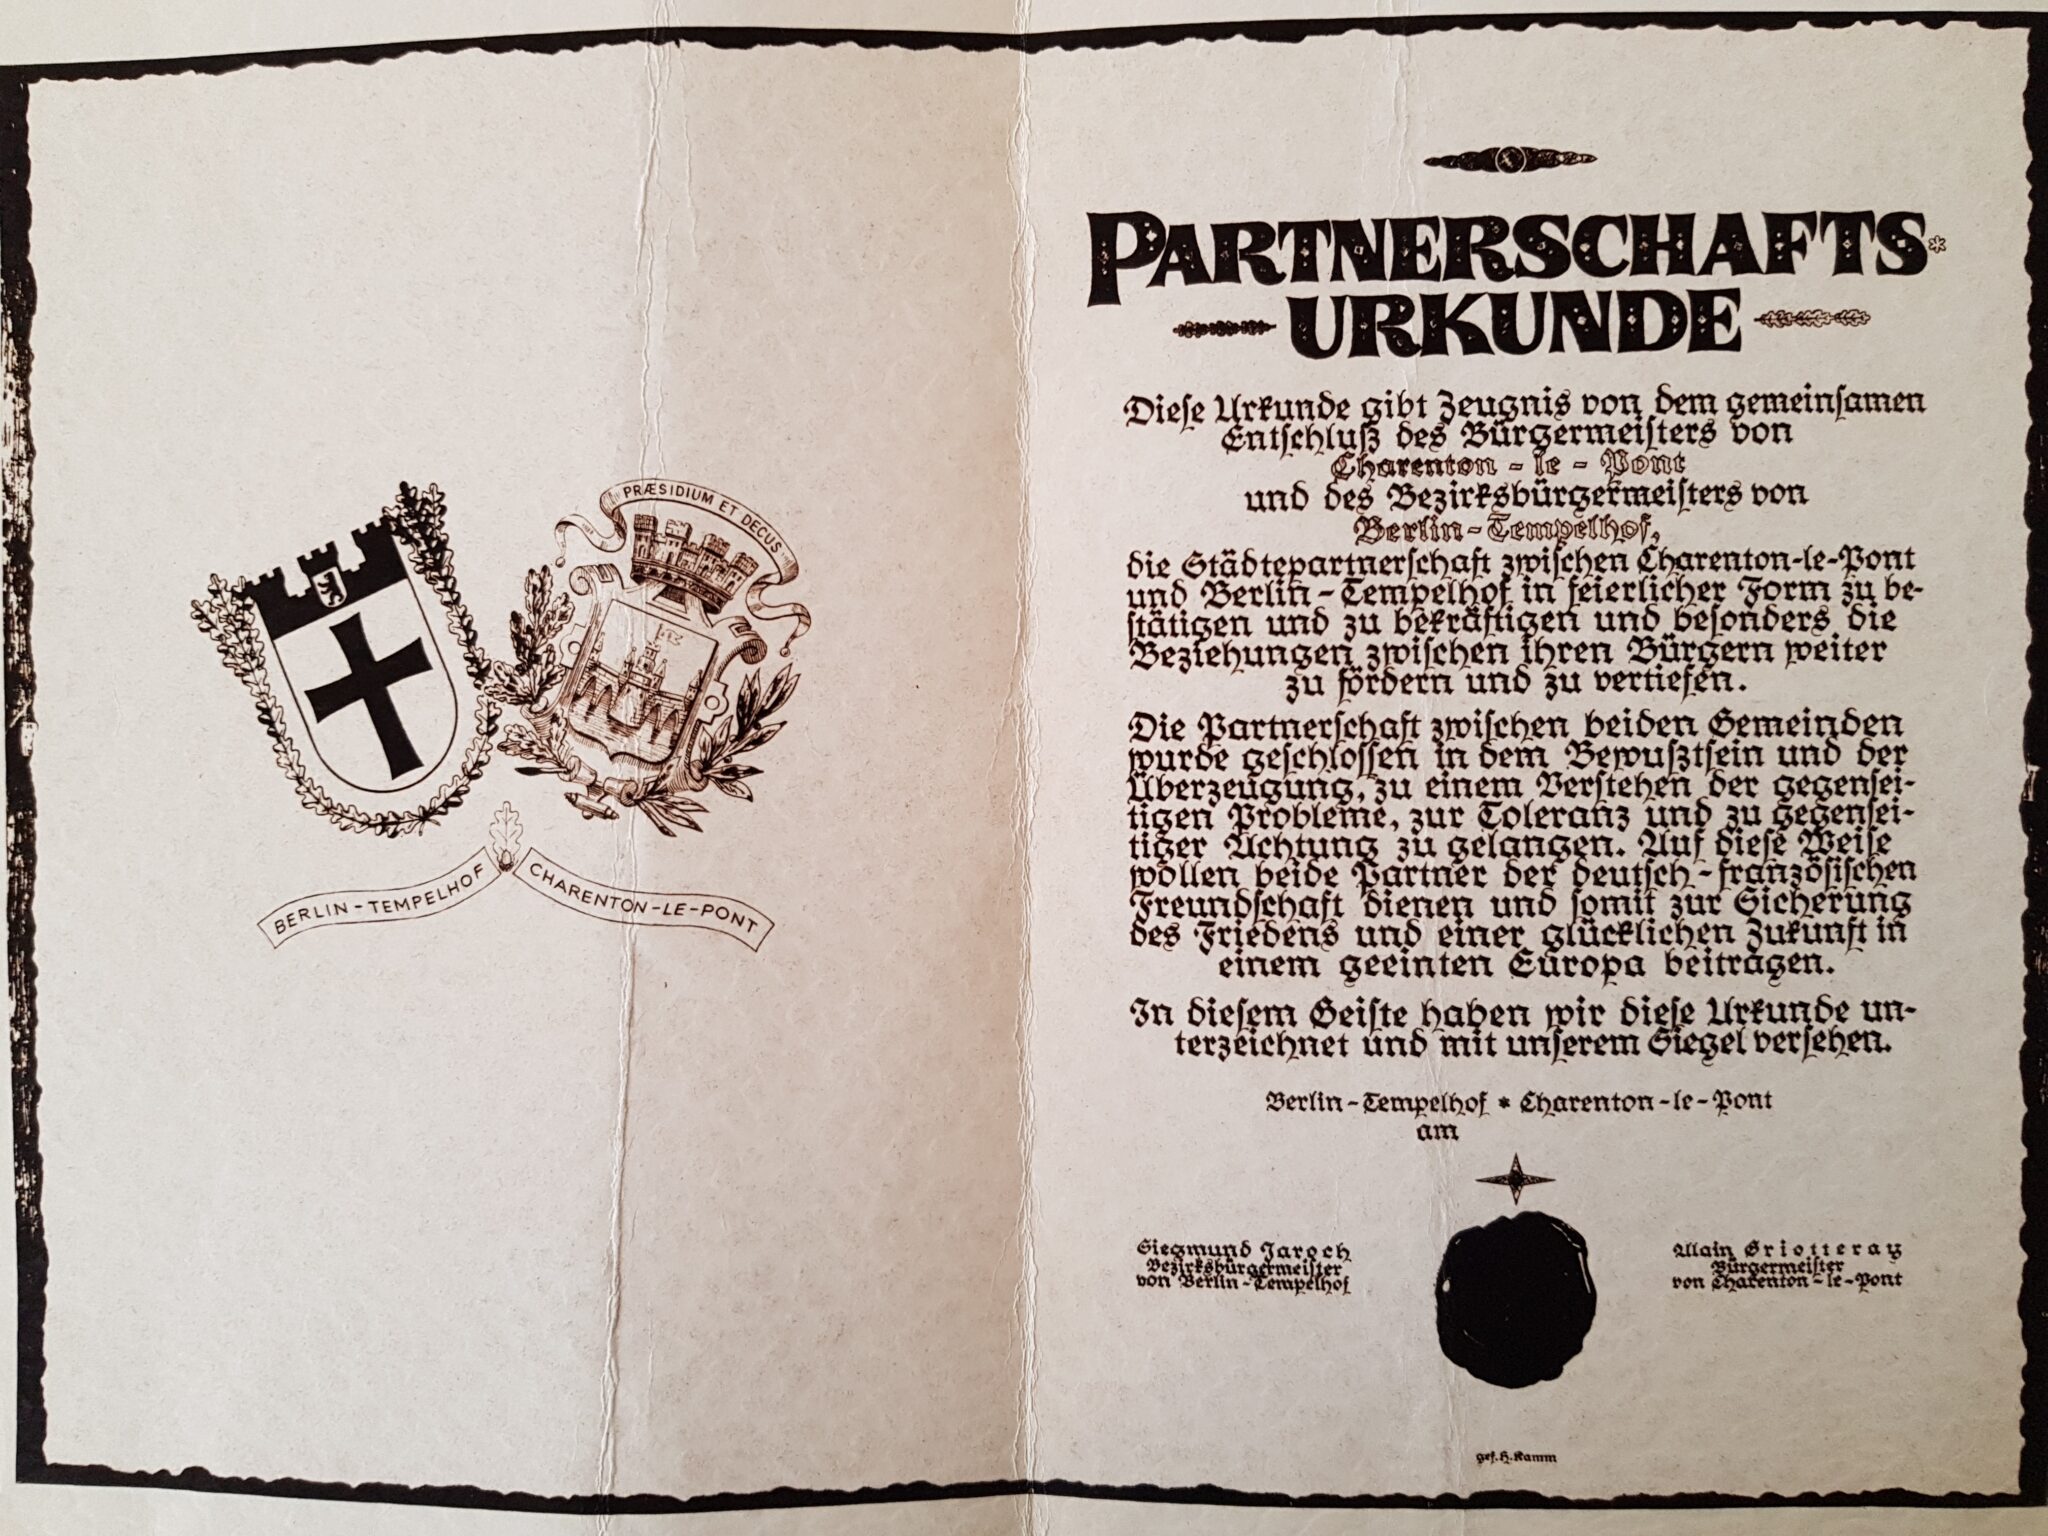 PRÆSIDIUM ET DECUS
BERLIN-TEMPELHOF
CHARENTON-LE-PONT
PARTNERSCHAFTS-
URKUNDE
Dieſe Urkunde gibt Zeugnis von dem gemeinſamen
Entſchluß des Bürgermeiſters von
Charenton-le-Pont
und des Bezirksbürgermeiſters von
Berlin-Tempelhof,
die Städtepartnerſchaft zwiſchen Charenton-le-Pont
und Berlin-Tempelhof in feierlicher Form zu be-
ſtätigen und zu bekräftigen und beſonders die
Beziehungen zwiſchen ihren Bürgern weiter
zu fördern und zu vertiefen.
Die Partnerſchaft zwiſchen beiden Gemeinden
wurde geſchloſſen in dem Bewußtſein und der
Überzeugung, zu einem Verſtehen der gegenſei-
tigen Probleme, zur Toleranz und zu gegenſei-
tiger Achtung zu gelangen. Auf dieſe Weiſe
wollen beide Partner der deutſch-franzöſiſchen
Freundſchaft dienen und ſomit zur Sicherung
des Friedens und einer glücklichen Zukunft in
einem geeinten Europa beitragen.
In dieſem Geiſte haben wir dieſe Urkunde un-
terzeichnet und mit unſerem Siegel verſehen.
Berlin-Tempelhof * Charenton-le-Pont
am
Siegmund Jaroch
Bezirksbürgermeiſter
von Berlin-Tempelhof
Allain Griotteray
Bürgermeiſter
von Charenton-le-Pont
geſ. H. Kamm